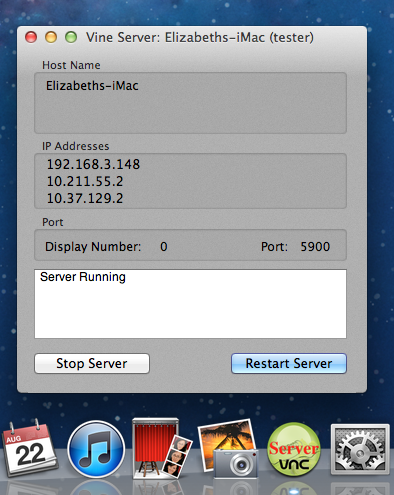 Vine Server: Elizabeths-iMac (tester)
Host Name
Elizabeths-iMac
IP Addresses
192.168.3.148
10.211.55.2
10.37.129.2
Port
Display Number: 0 Port: 5900
Server Running
Stop Server Restart Server
AUG
22
Server
VNC